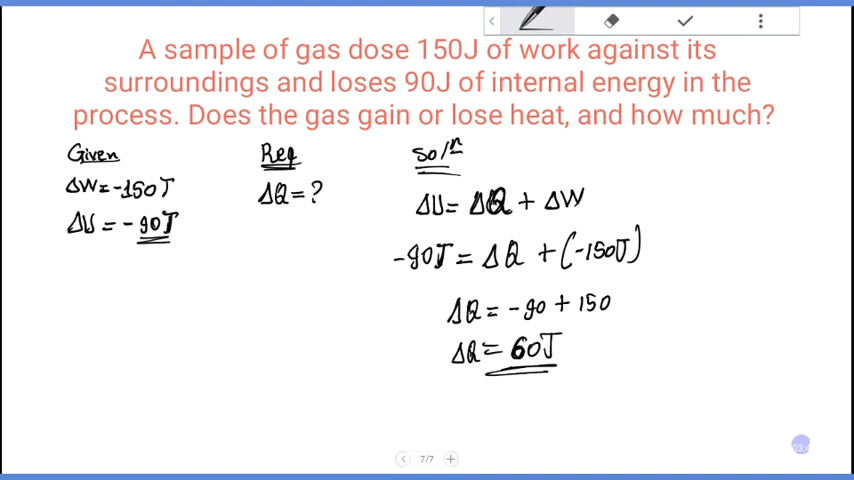 A sample of gas dose 150J of work against its
surroundings and loses 90J of internal energy in the
process. Does the gas gain or lose heat, and how much?
Given
ΔW = -150J
ΔU = - 90J
Req
ΔQ = ?
Sol/n
ΔU = ΔQ + ΔW
-90J = ΔQ + (-150J)
ΔQ = -90 + 150
ΔQ = 60J
7/7